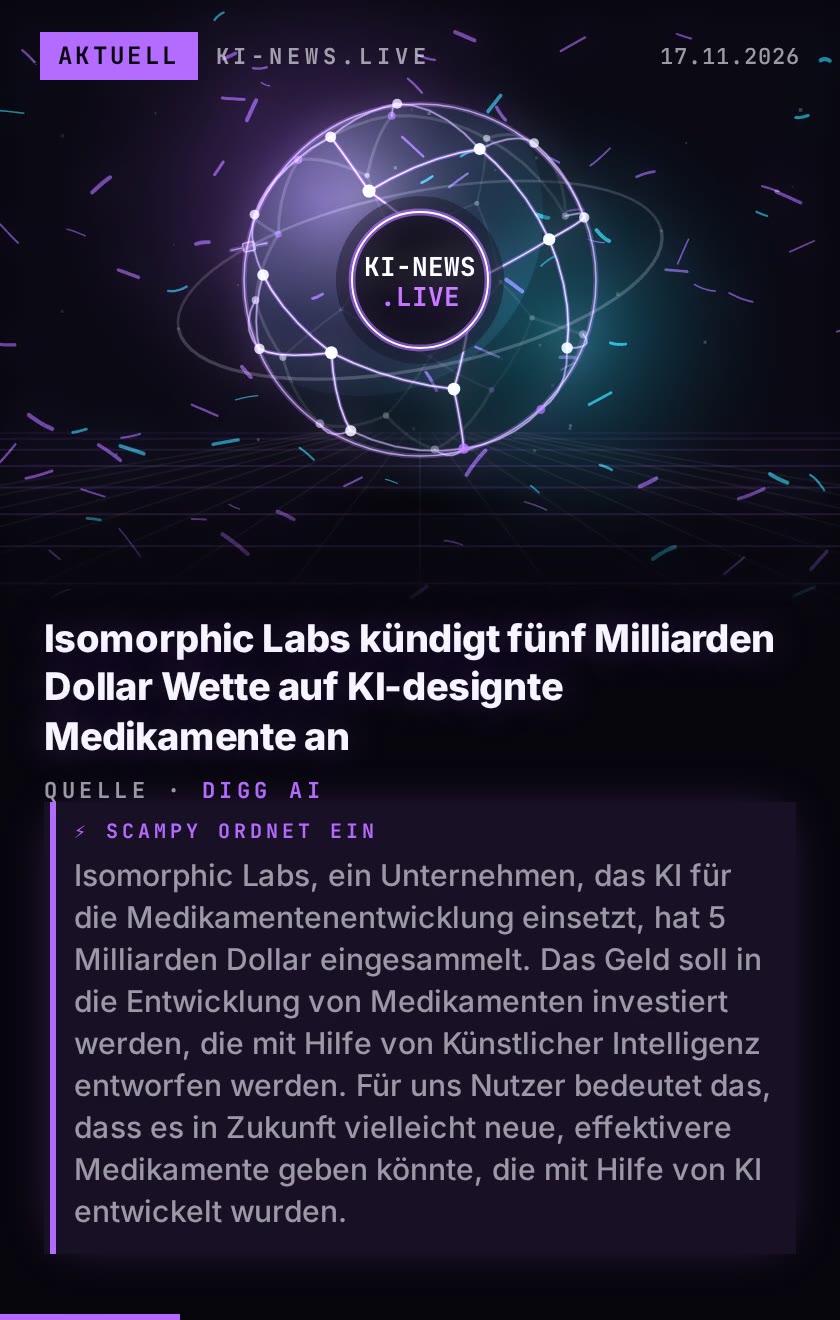 AKTUELL KI-NEWS.LIVE 17.11.2026
KI-NEWS
.LIVE
Isomorphic Labs kündigt fünf Milliarden
Dollar Wette auf KI-designte
Medikamente an
QUELLE · DIGG AI
⚡ SCAMPY ORDNET EIN
Isomorphic Labs, ein Unternehmen, das KI für
die Medikamentenentwicklung einsetzt, hat 5
Milliarden Dollar eingesammelt. Das Geld soll in
die Entwicklung von Medikamenten investiert
werden, die mit Hilfe von Künstlicher Intelligenz
entworfen werden. Für uns Nutzer bedeutet das,
dass es in Zukunft vielleicht neue, effektivere
Medikamente geben könnte, die mit Hilfe von KI
entwickelt wurden.